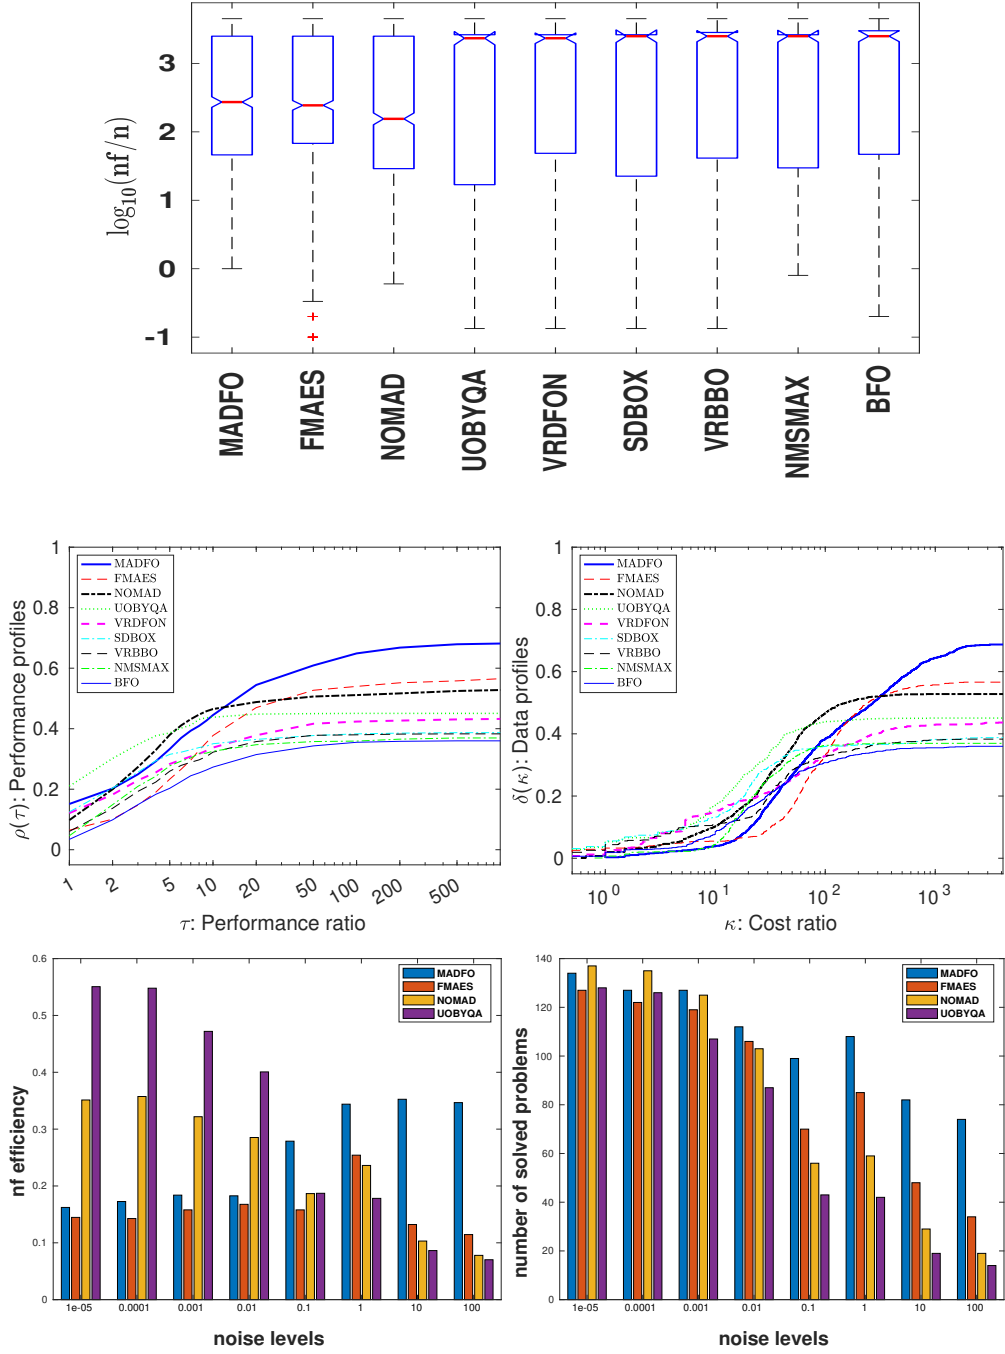 3
2
1
0
-1
log10(nf/n)
MADFO
FMAES
NOMAD
UOBYQA
VRDFON
SDBOX
VRBBO
NMSMAX
BFO
1
0.8
0.6
0.4
0.2
0
ρ(τ): Performance profiles
MADFO
FMAES
NOMAD
UOBYQA
VRDFON
SDBOX
VRBBO
NMSMAX
BFO
1 2 5 10 20 50 100 200 500
τ: Performance ratio
1
0.8
0.6
0.4
0.2
0
δ(κ): Data profiles
MADFO
FMAES
NOMAD
UOBYQA
VRDFON
SDBOX
VRBBO
NMSMAX
BFO
10^0 10^1 10^2 10^3
κ: Cost ratio
0.6
0.5
0.4
0.3
0.2
0.1
0
nf efficiency
MADFO
FMAES
NOMAD
UOBYQA
1e-05 0.0001 0.001 0.01 0.1 1 10 100
noise levels
140
120
100
80
60
40
20
0
number of solved problems
MADFO
FMAES
NOMAD
UOBYQA
1e-05 0.0001 0.001 0.01 0.1 1 10 100
noise levels